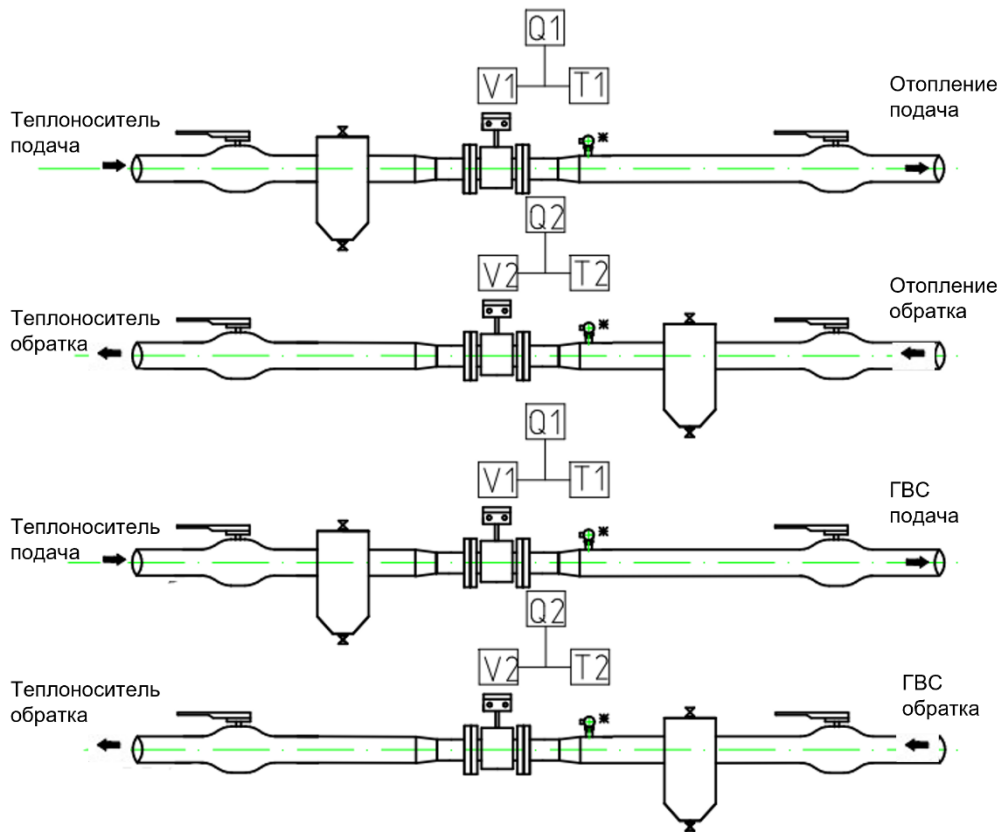 Q1
V1 T1
Теплоноситель
подача
Отопление
подача
Q2
V2 T2
Теплоноситель
обратка
Отопление
обратка
Q1
V1 T1
Теплоноситель
подача
ГВС
подача
Q2
V2 T2
Теплоноситель
обратка
ГВС
обратка